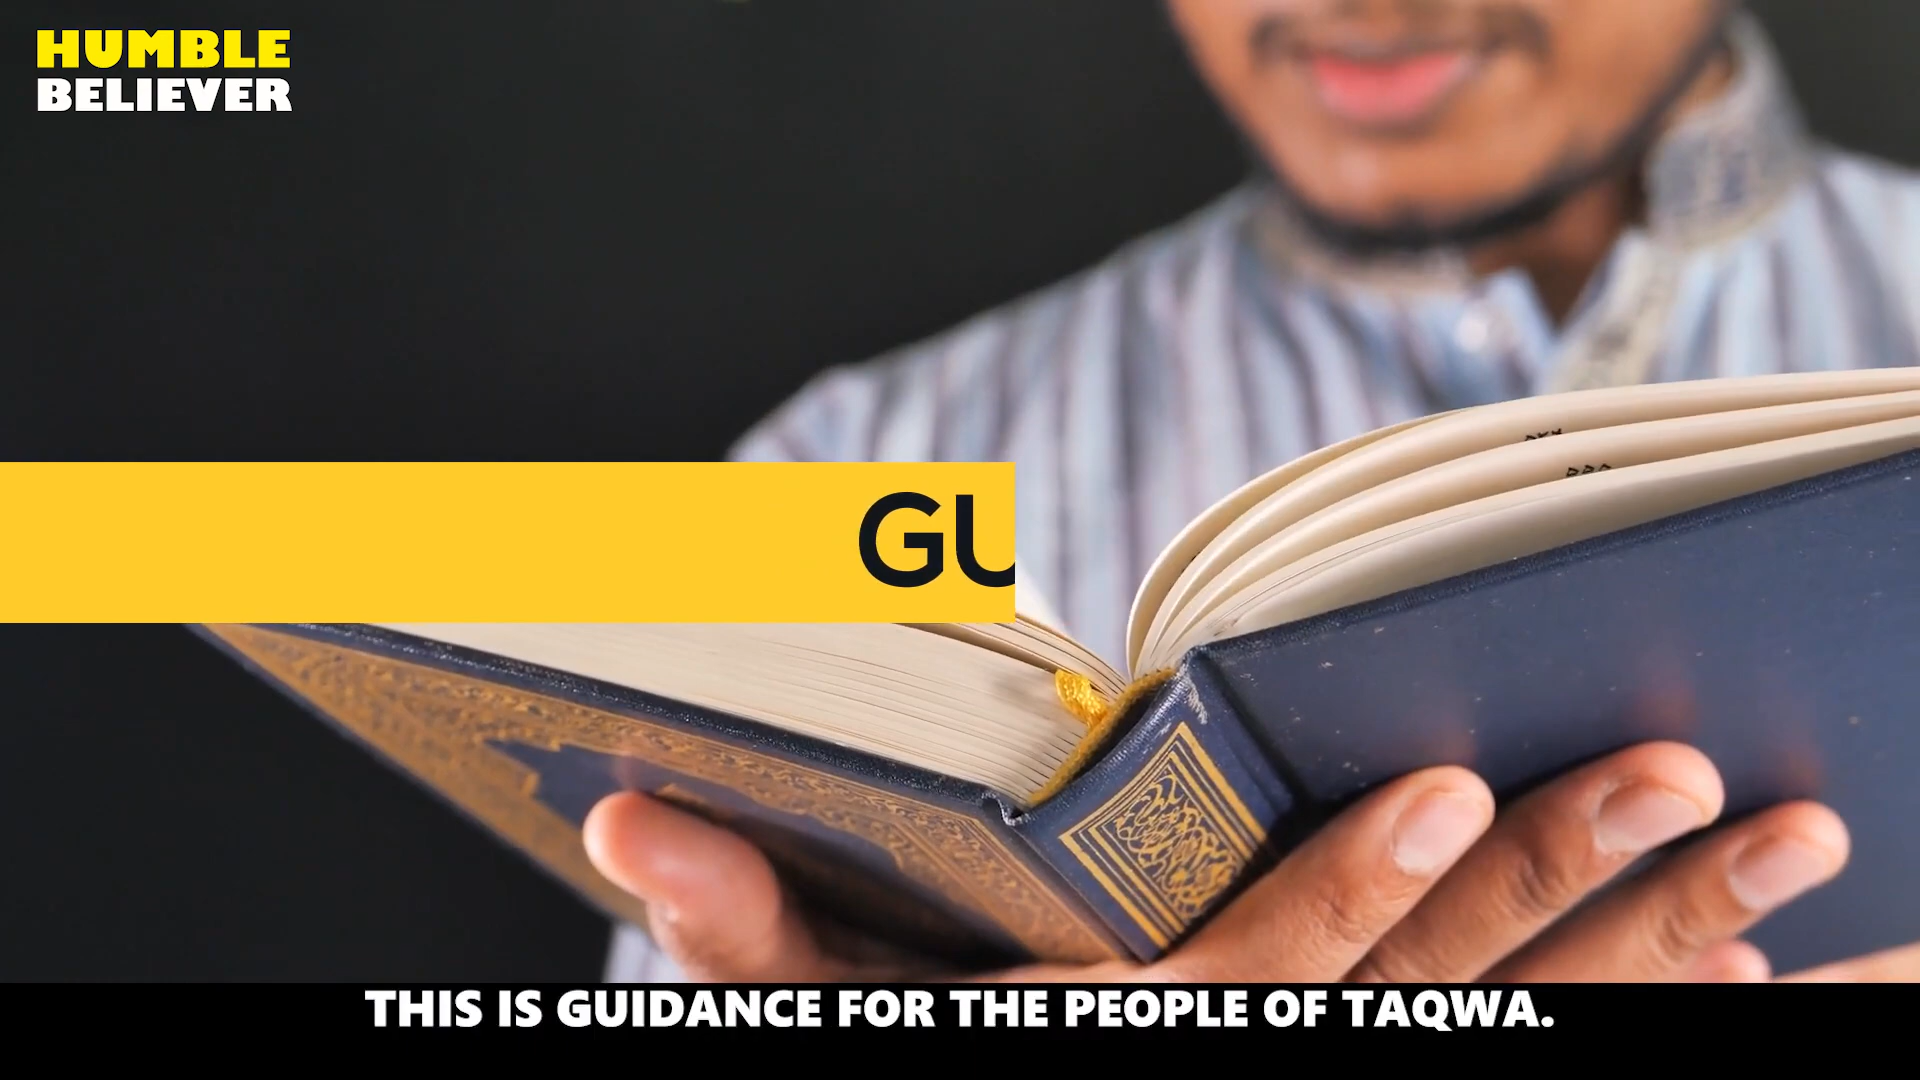 HUMBLE
BELIEVER
GU
THIS IS GUIDANCE FOR THE PEOPLE OF TAQWA.